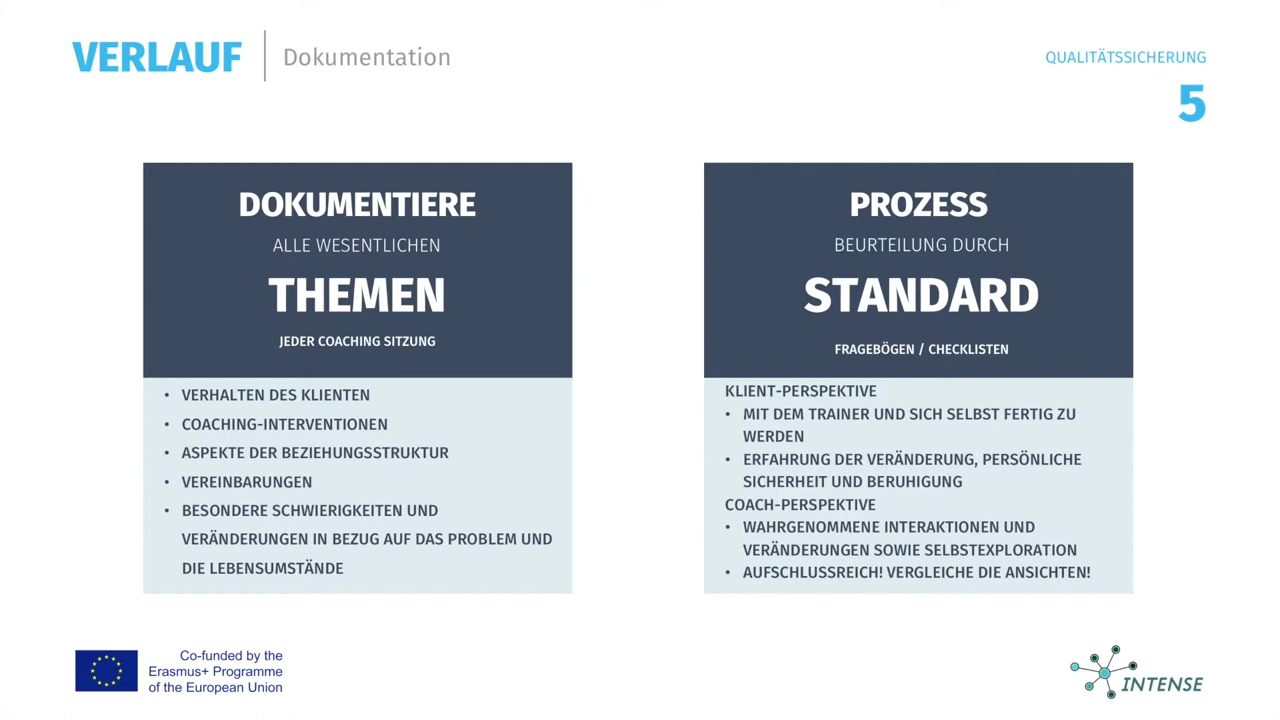 VERLAUF
Dokumentation
QUALITÄTSSICHERUNG
5
DOKUMENTIERE
ALLE WESENTLICHEN
THEMEN
JEDER COACHING SITZUNG
• VERHALTEN DES KLIENTEN
• COACHING-INTERVENTIONEN
• ASPEKTE DER BEZIEHUNGSSTRUKTUR
• VEREINBARUNGEN
• BESONDERE SCHWIERIGKEITEN UND
VERÄNDERUNGEN IN BEZUG AUF DAS PROBLEM UND
DIE LEBENSUMSTÄNDE
PROZESS
BEURTEILUNG DURCH
STANDARD
FRAGEBÖGEN / CHECKLISTEN
KLIENT-PERSPEKTIVE
• MIT DEM TRAINER UND SICH SELBST FERTIG ZU
WERDEN
• ERFAHRUNG DER VERÄNDERUNG, PERSÖNLICHE
SICHERHEIT UND BERUHIGUNG
COACH-PERSPEKTIVE
• WAHRGENOMMENE INTERAKTIONEN UND
VERÄNDERUNGEN SOWIE SELBSTEXPLORATION
• AUFSCHLUSSREICH! VERGLEICHE DIE ANSICHTEN!
Co-funded by the
Erasmus+ Programme
of the European Union
INTENSE